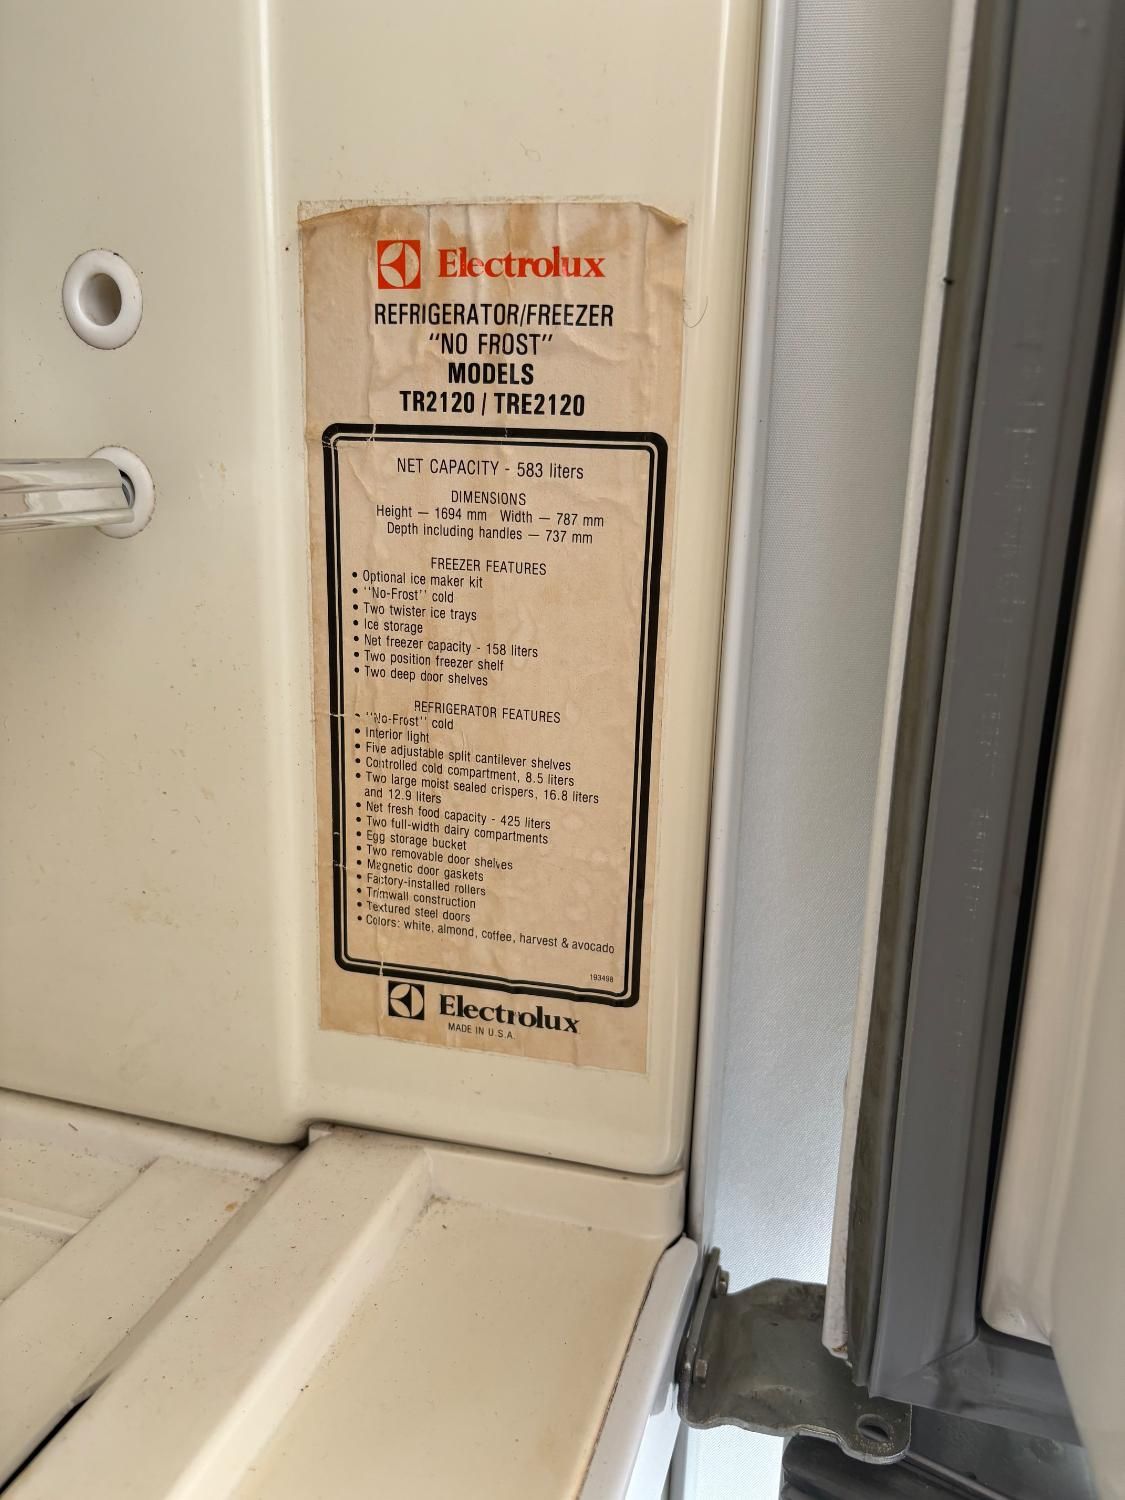 Electrolux
REFRIGERATOR/FREEZER
"NO FROST"
MODELS
TR2120 / TRE2120
NET CAPACITY - 583 liters
DIMENSIONS
Height — 1694 mm Width — 787 mm
Depth including handles — 737 mm
FREEZER FEATURES
• Optional ice maker kit
• "No-Frost" cold
• Two twister ice trays
• Ice storage
• Net freezer capacity - 158 liters
• Two position freezer shelf
• Two deep door shelves
REFRIGERATOR FEATURES
• "No-Frost" cold
• Interior light
• Five adjustable split cantilever shelves
• Controlled cold compartment, 8.5 liters
• Two large moist sealed crispers, 16.8 liters
and 12.9 liters
• Net fresh food capacity - 425 liters
• Two full-width dairy compartments
• Egg storage bucket
• Two removable door shelves
• Magnetic door gaskets
• Factory-installed rollers
• Trimwall construction
• Textured steel doors
• Colors: white, almond, coffee, harvest & avocado
193498
Electrolux
MADE IN U.S.A.